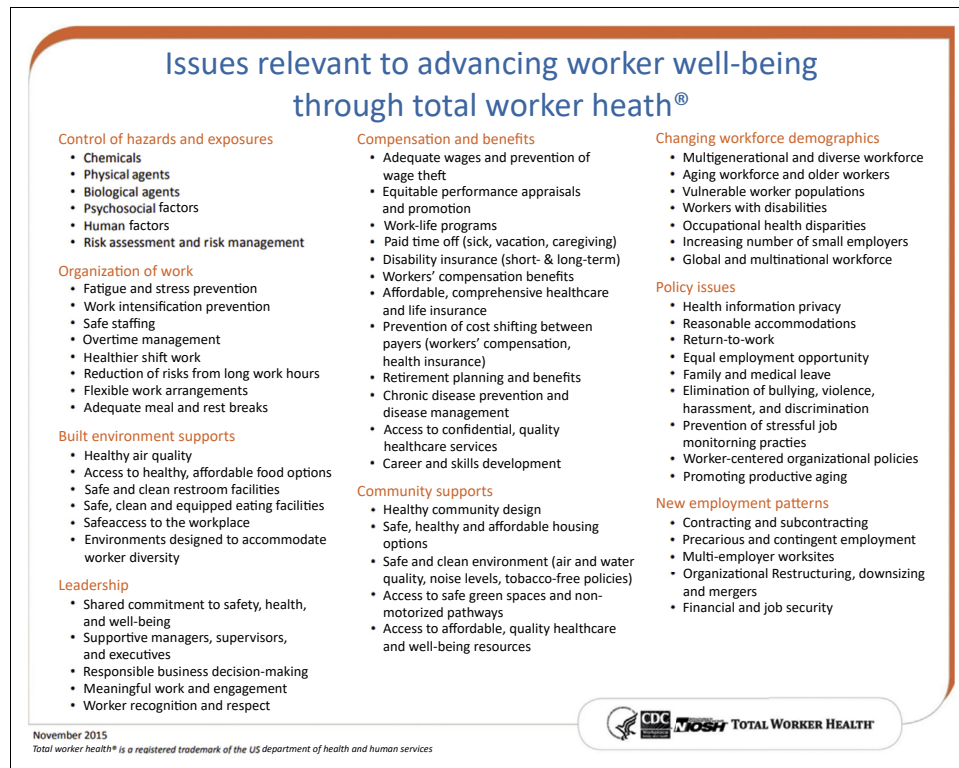 Issues relevant to advancing worker well-being
through total worker heath®
Control of hazards and exposures
• Chemicals
• Physical agents
• Biological agents
• Psychosocial factors
• Human factors
• Risk assessment and risk management
Organization of work
• Fatigue and stress prevention
• Work intensification prevention
• Safe staffing
• Overtime management
• Healthier shift work
• Reduction of risks from long work hours
• Flexible work arrangements
• Adequate meal and rest breaks
Built environment supports
• Healthy air quality
• Access to healthy, affordable food options
• Safe and clean restroom facilities
• Safe, clean and equipped eating facilities
• Safeaccess to the workplace
• Environments designed to accommodate
worker diversity
Leadership
• Shared commitment to safety, health,
and well-being
• Supportive managers, supervisors,
and executives
• Responsible business decision-making
• Meaningful work and engagement
• Worker recognition and respect
Compensation and benefits
• Adequate wages and prevention of
wage theft
• Equitable performance appraisals
and promotion
• Work-life programs
• Paid time off (sick, vacation, caregiving)
• Disability insurance (short- & long-term)
• Workers’ compensation benefits
• Affordable, comprehensive healthcare
and life insurance
• Prevention of cost shifting between
payers (workers’ compensation,
health insurance)
• Retirement planning and benefits
• Chronic disease prevention and
disease management
• Access to confidential, quality
healthcare services
• Career and skills development
Community supports
• Healthy community design
• Safe, healthy and affordable housing
options
• Safe and clean environment (air and water
quality, noise levels, tobacco-free policies)
• Access to safe green spaces and non-
motorized pathways
• Access to affordable, quality healthcare
and well-being resources
Changing workforce demographics
• Multigenerational and diverse workforce
• Aging workforce and older workers
• Vulnerable worker populations
• Workers with disabilities
• Occupational health disparities
• Increasing number of small employers
• Global and multinational workforce
Policy issues
• Health information privacy
• Reasonable accommodations
• Return-to-work
• Equal employment opportunity
• Family and medical leave
• Elimination of bullying, violence,
harassment, and discrimination
• Prevention of stressful job
monitorning practies
• Worker-centered organizational policies
• Promoting productive aging
New employment patterns
• Contracting and subcontracting
• Precarious and contingent employment
• Multi-employer worksites
• Organizational Restructuring, downsizing
and mergers
• Financial and job security
November 2015
Total worker health® is a registered trademark of the US department of health and human services
CDC
NIOSH
TOTAL WORKER HEALTH